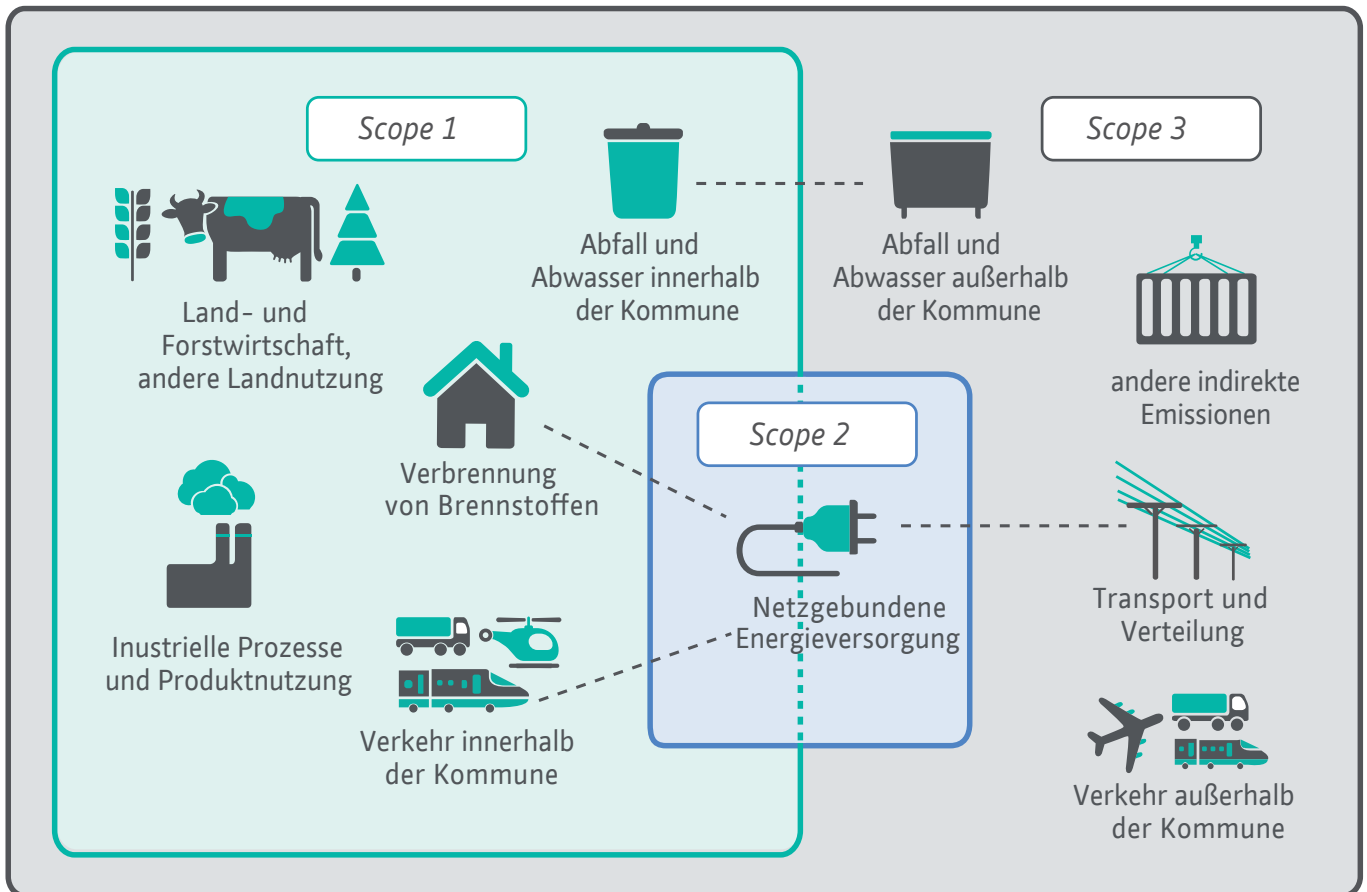 Scope 1
Scope 3
Land- und
Forstwirtschaft,
andere Landnutzung
Abfall und
Abwasser innerhalb
der Kommune
Abfall und
Abwasser außerhalb
der Kommune
andere indirekte
Emissionen
Verbrennung
von Brennstoffen
Scope 2
Netzgebundene
Energieversorgung
Transport und
Verteilung
Inustrielle Prozesse
und Produktnutzung
Verkehr innerhalb
der Kommune
Verkehr außerhalb
der Kommune